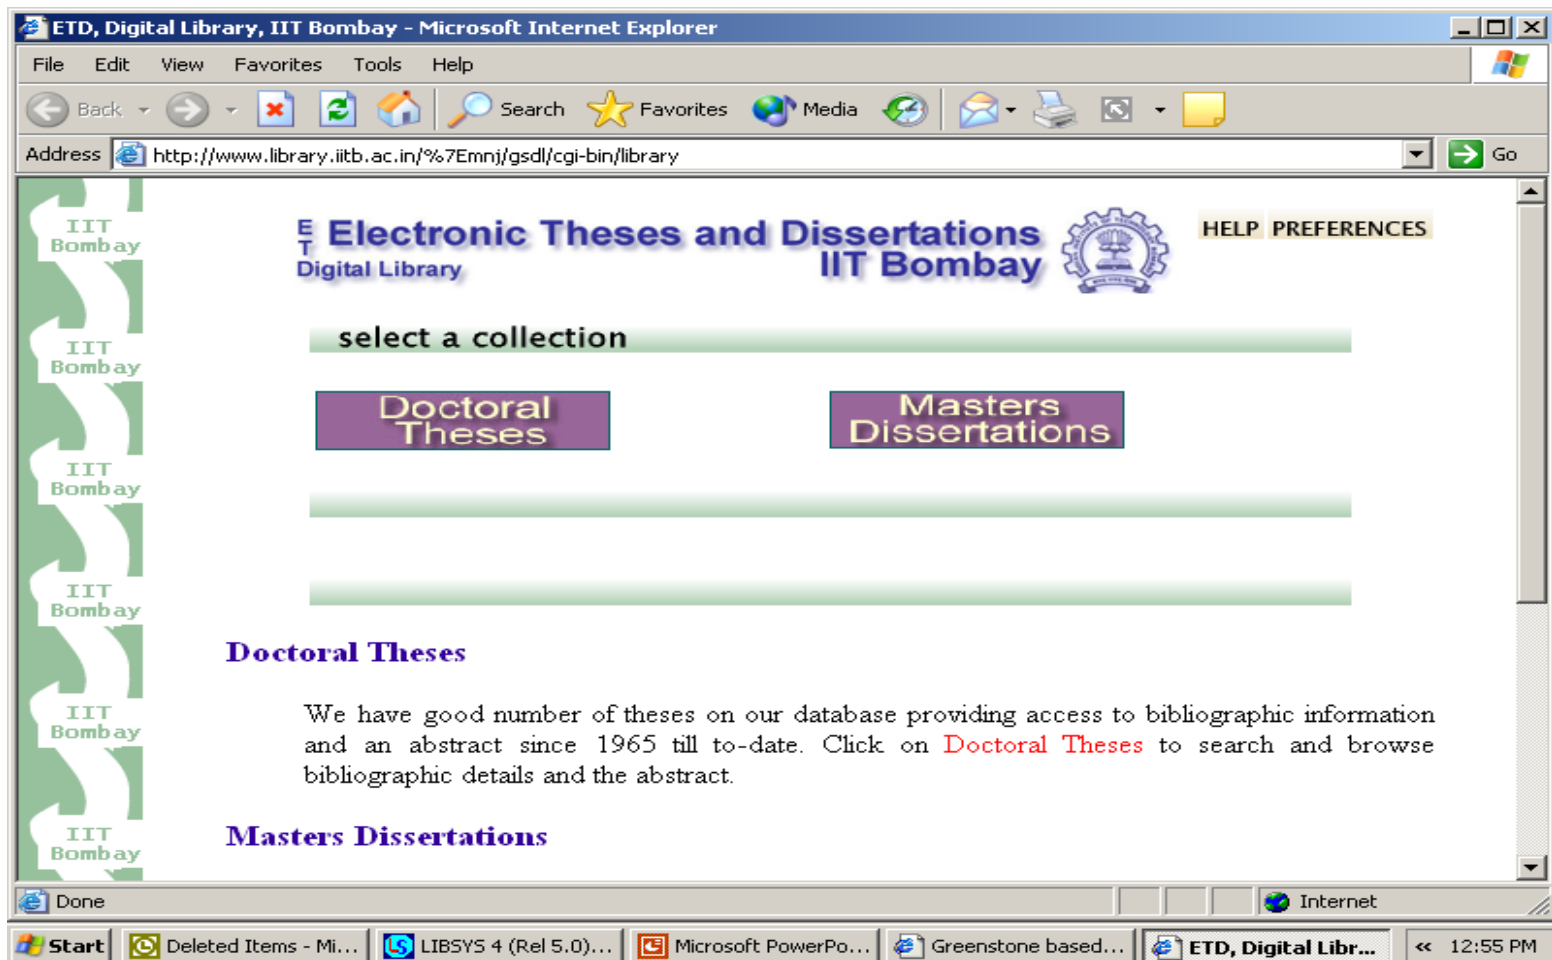 ETD, Digital Library, IIT Bombay - Microsoft Internet Explorer
File Edit View Favorites Tools Help
Back Search Favorites Media
Address http://www.library.iitb.ac.in/%7Emnj/gsdl/cgi-bin/library Go
IIT
Bombay
ETD Electronic Theses and Dissertations
Digital Library IIT Bombay
HELP PREFERENCES
select a collection
IIT
Bombay
Doctoral
Theses
Masters
Dissertations
IIT
Bombay
IIT
Bombay
Doctoral Theses
We have good number of theses on our database providing access to bibliographic information
and an abstract since 1965 till to-date. Click on Doctoral Theses to search and browse
bibliographic details and the abstract.
IIT
Bombay
Masters Dissertations
IIT
Bombay
Done Internet
Start Deleted Items - Mi... LIBSYS 4 (Rel 5.0)... Microsoft PowerPo... Greenstone based... ETD, Digital Libr... « 12:55 PM